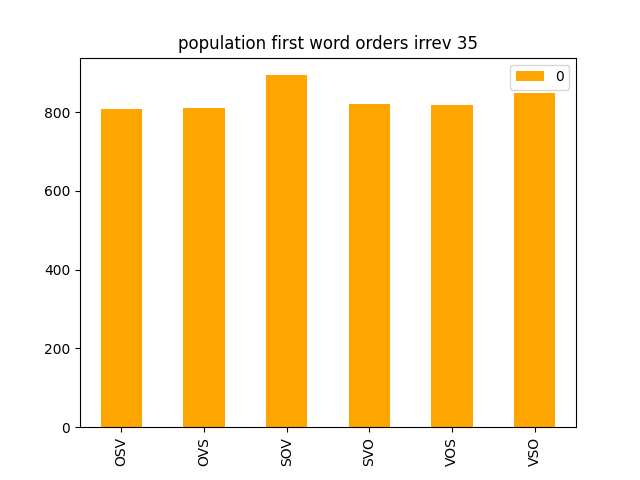 population first word orders irrev 35
0
800
600
400
200
0
OSV
OVS
SOV
SVO
VOS
VSO